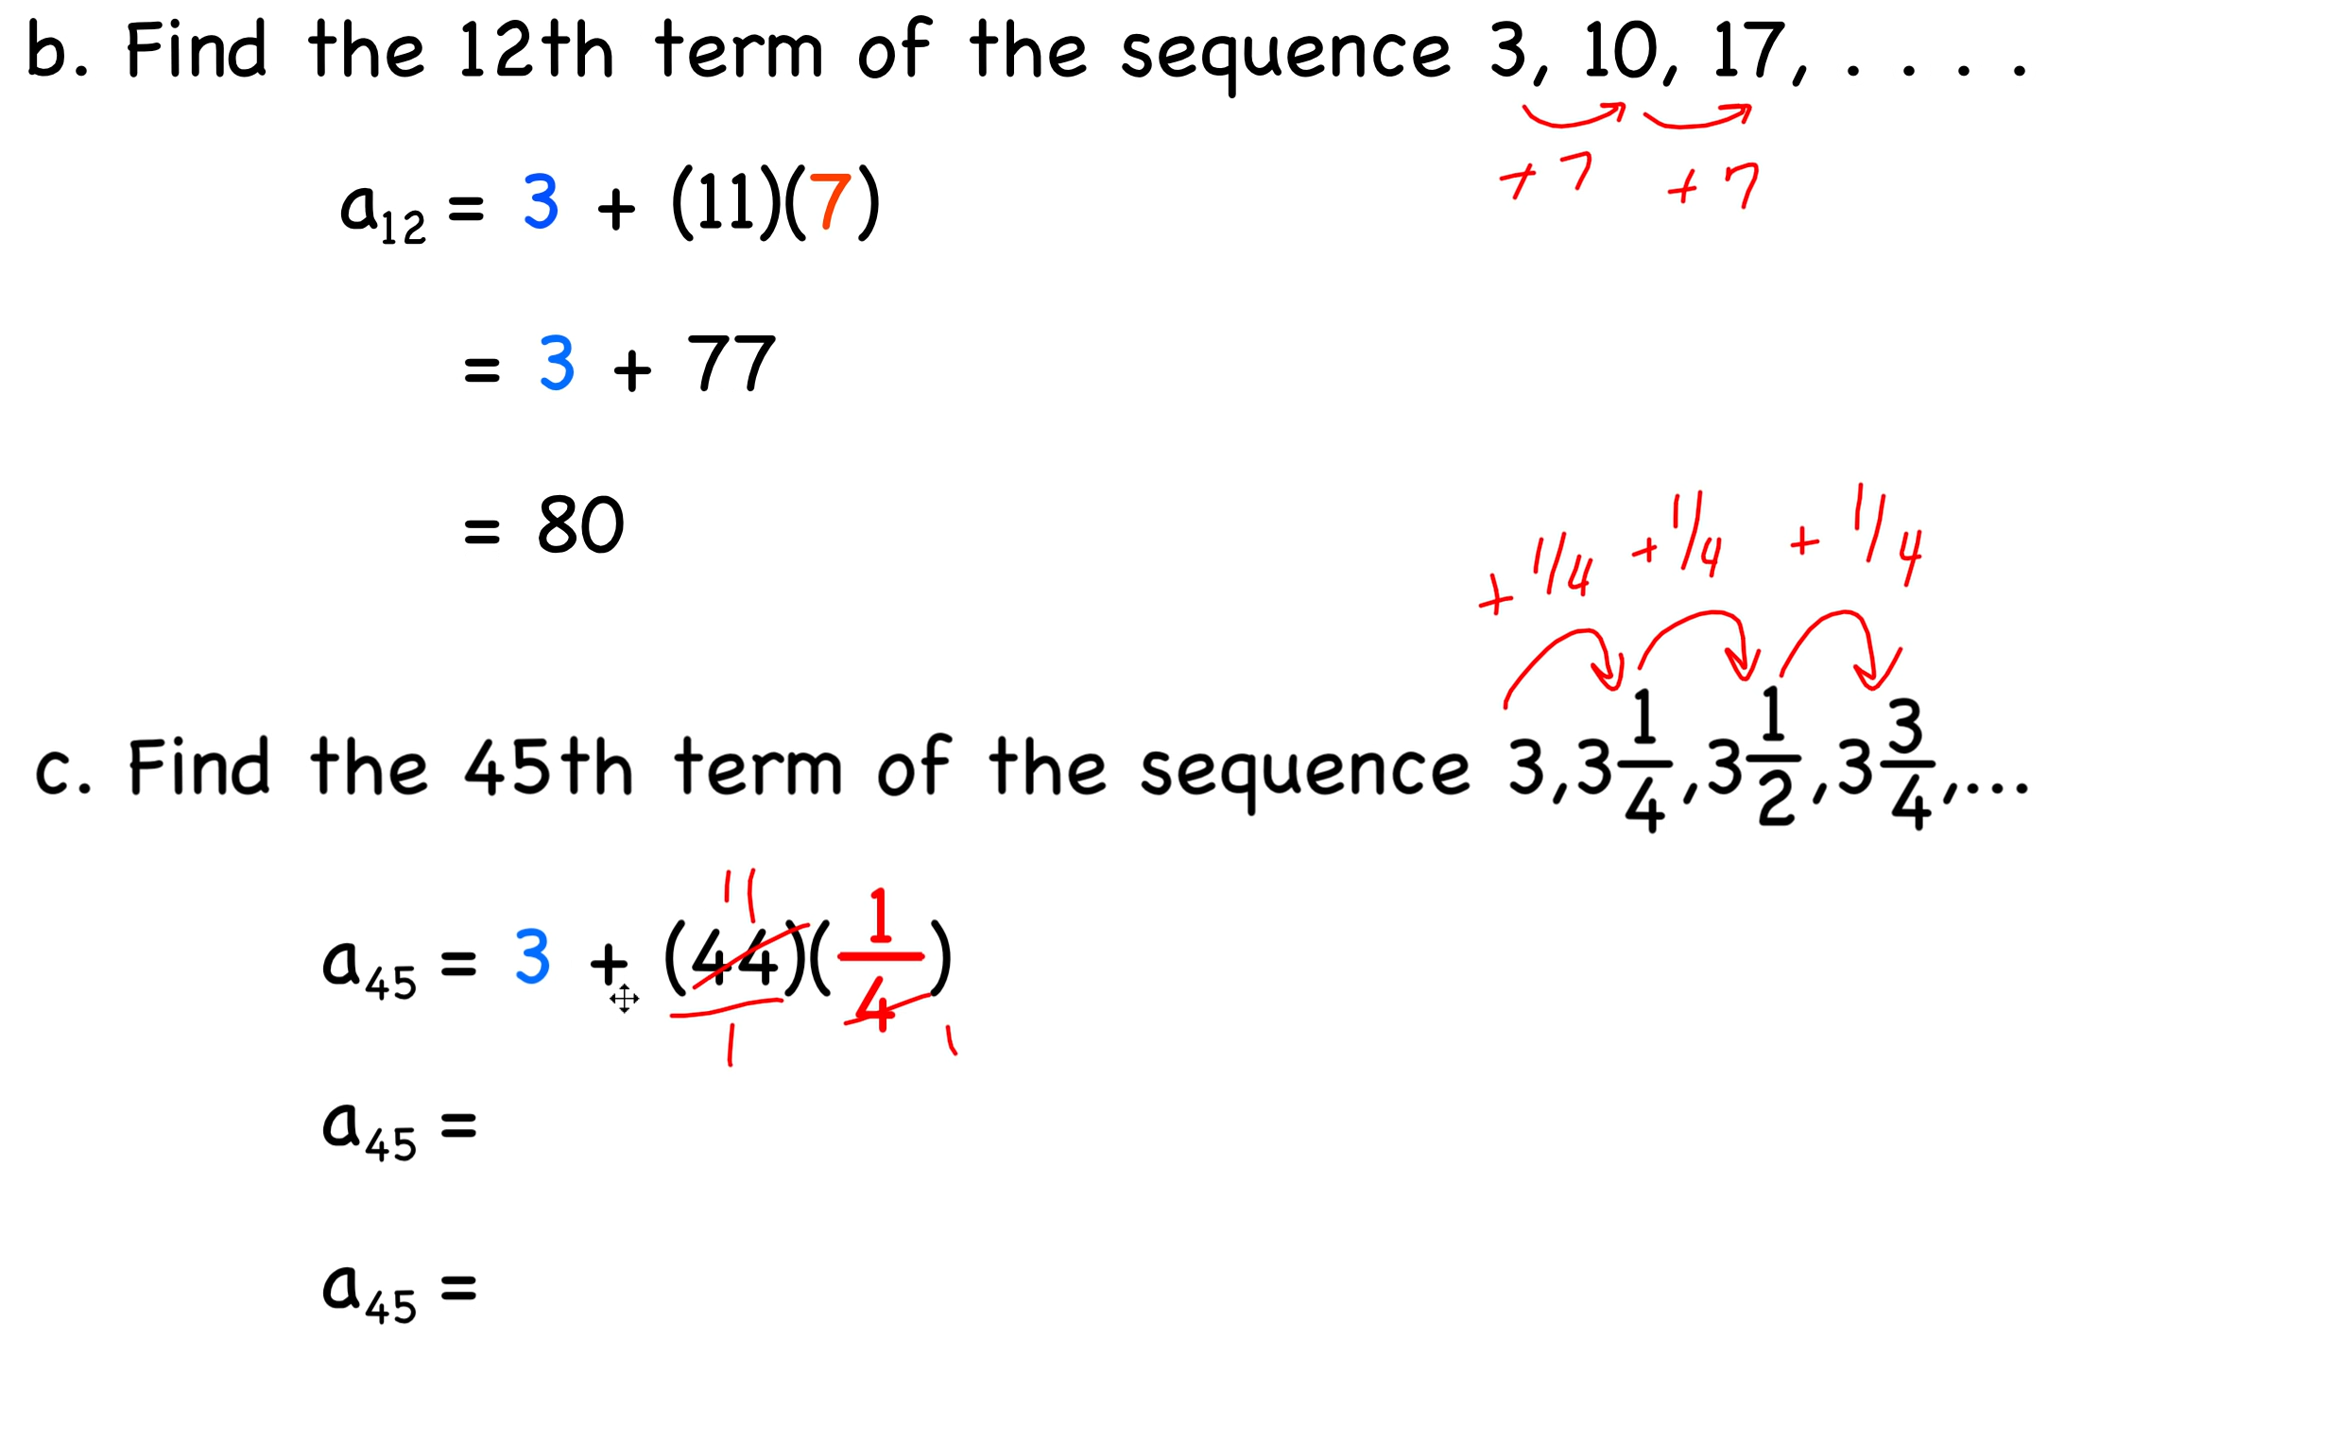 b. Find the 12th term of the sequence 3, 10, 17, . . . .
+7 +7
a₁₂ = 3 + (11)(7)
= 3 + 77
= 80
+ 1/4 + 1/4 + 1/4
c. Find the 45th term of the sequence 3, 3 1/4, 3 1/2, 3 3/4, ...
11
a₄₅ = 3 + (44)(1/4)
1 1
a₄₅ =
a₄₅ =